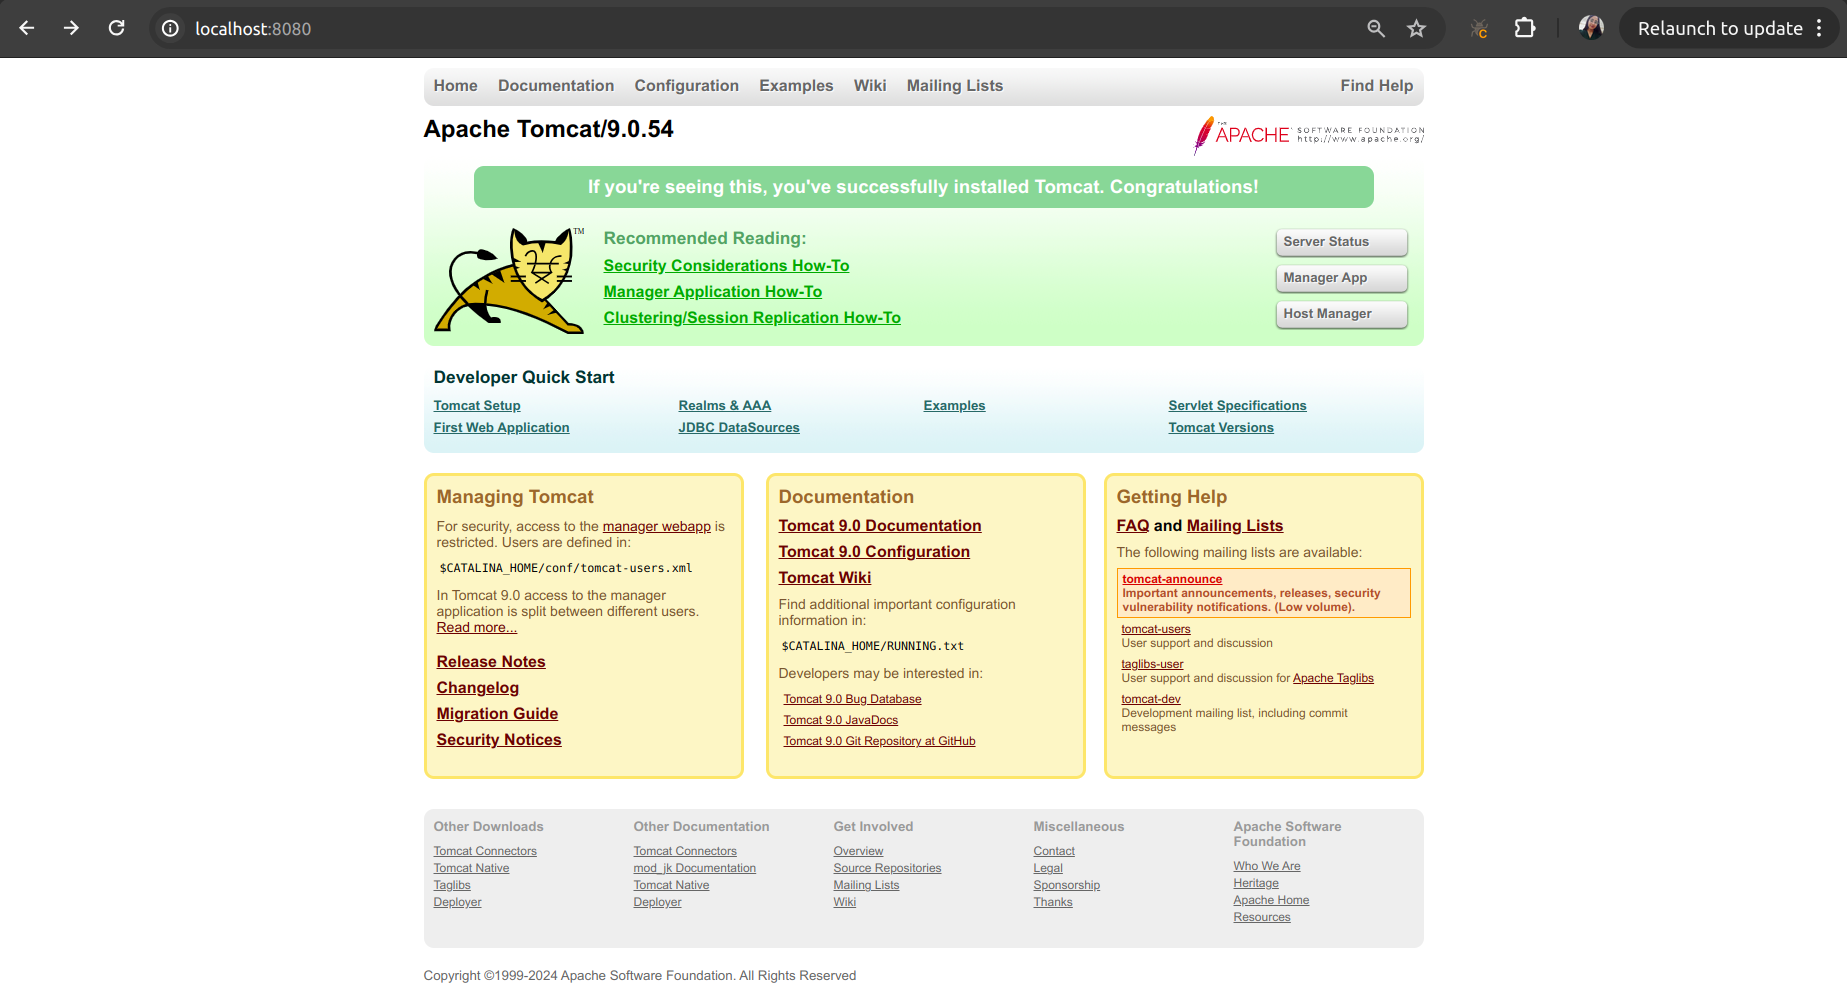 localhost:8080
Relaunch to update
Home Documentation Configuration Examples Wiki Mailing Lists Find Help
Apache Tomcat/9.0.54
THE
APACHE SOFTWARE FOUNDATION
http://www.apache.org/
If you're seeing this, you've successfully installed Tomcat. Congratulations!
TM
Recommended Reading:
Security Considerations How-To
Manager Application How-To
Clustering/Session Replication How-To
Server Status
Manager App
Host Manager
Developer Quick Start
Tomcat Setup
First Web Application
Realms & AAA
JDBC DataSources
Examples
Servlet Specifications
Tomcat Versions
Managing Tomcat
For security, access to the manager webapp is
restricted. Users are defined in:
$CATALINA_HOME/conf/tomcat-users.xml
In Tomcat 9.0 access to the manager
application is split between different users.
Read more...
Release Notes
Changelog
Migration Guide
Security Notices
Documentation
Tomcat 9.0 Documentation
Tomcat 9.0 Configuration
Tomcat Wiki
Find additional important configuration
information in:
$CATALINA_HOME/RUNNING.txt
Developers may be interested in:
Tomcat 9.0 Bug Database
Tomcat 9.0 JavaDocs
Tomcat 9.0 Git Repository at GitHub
Getting Help
FAQ and Mailing Lists
The following mailing lists are available:
tomcat-announce
Important announcements, releases, security
vulnerability notifications. (Low volume).
tomcat-users
User support and discussion
taglibs-user
User support and discussion for Apache Taglibs
tomcat-dev
Development mailing list, including commit
messages
Other Downloads
Tomcat Connectors
Tomcat Native
Taglibs
Deployer
Other Documentation
Tomcat Connectors
mod_jk Documentation
Tomcat Native
Deployer
Get Involved
Overview
Source Repositories
Mailing Lists
Wiki
Miscellaneous
Contact
Legal
Sponsorship
Thanks
Apache Software
Foundation
Who We Are
Heritage
Apache Home
Resources
Copyright ©1999-2024 Apache Software Foundation. All Rights Reserved